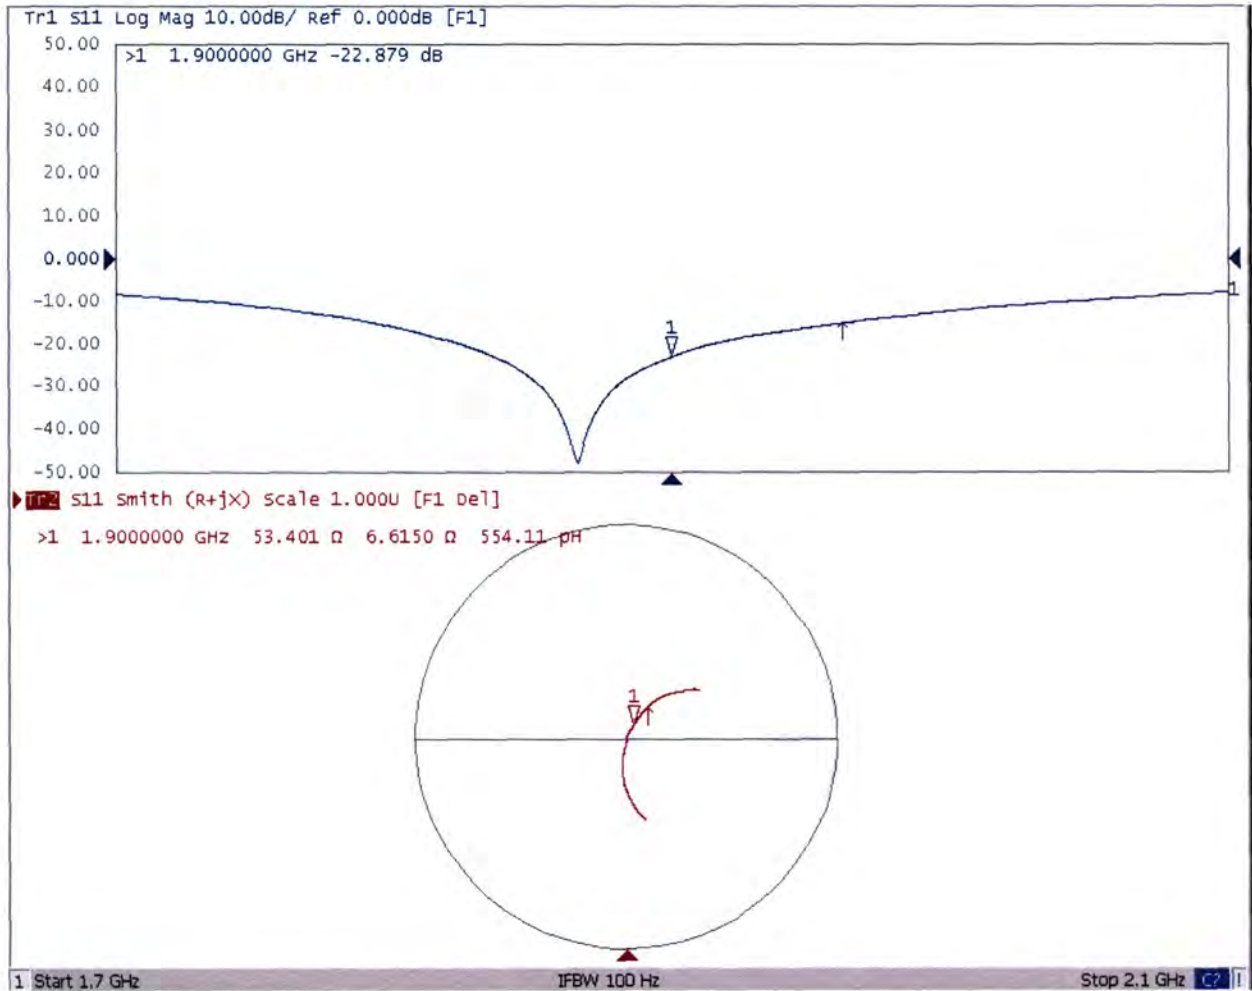 Tr1 S11 Log Mag 10.00dB/ Ref 0.000dB [F1]
50.00
>1 1.9000000 GHz -22.879 dB
40.00
30.00
20.00
10.00
0.000
-10.00
1
-20.00
1
-30.00
-40.00
-50.00
Tr2 S11 Smith (R+jX) Scale 1.000U [F1 Del]
>1 1.9000000 GHz 53.401 Ω 6.6150 Ω 554.11 pH
1
1 Start 1.7 GHz IFBW 100 Hz Stop 2.1 GHz C? !